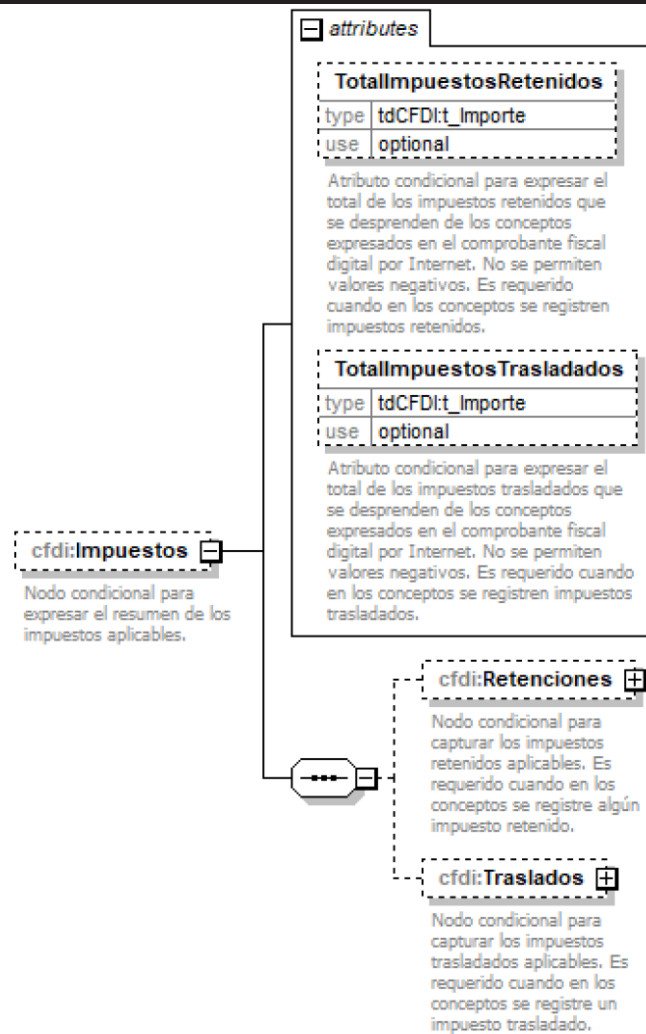 attributes
TotalImpuestosRetenidos
type tdCFDI:t_Importe
use optional
Atributo condicional para expresar el
total de los impuestos retenidos que
se desprenden de los conceptos
expresados en el comprobante fiscal
digital por Internet. No se permiten
valores negativos. Es requerido
cuando en los conceptos se registren
impuestos retenidos.
TotalImpuestosTrasladados
type tdCFDI:t_Importe
use optional
Atributo condicional para expresar el
total de los impuestos trasladados que
se desprenden de los conceptos
expresados en el comprobante fiscal
digital por Internet. No se permiten
valores negativos. Es requerido cuando
en los conceptos se registren impuestos
trasladados.
cfdi:Impuestos
Nodo condicional para
expresar el resumen de los
impuestos aplicables.
cfdi:Retenciones
Nodo condicional para
capturar los impuestos
retenidos aplicables. Es
requerido cuando en los
conceptos se registre algún
impuesto retenido.
cfdi:Traslados
Nodo condicional para
capturar los impuestos
trasladados aplicables. Es
requerido cuando en los
conceptos se registre un
impuesto trasladado.